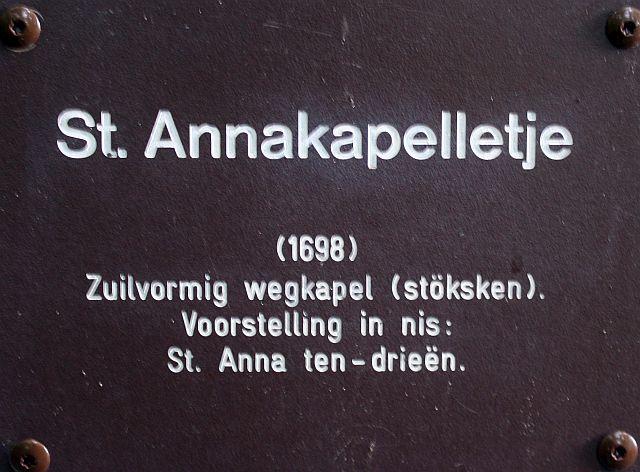 St. Annakapelletje
(1698)
Zuilvormig wegkapel (stöksken).
Voorstelling in nis:
St. Anna ten-drieën.